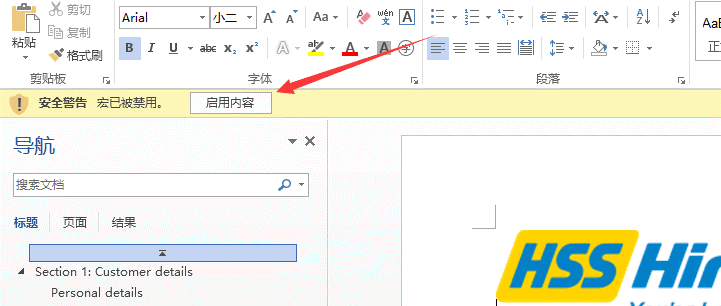 剪切
复制
粘贴
格式刷
剪贴板
Arial
小二
A A
Aa
wén
文
A
B I U abc x₂ x²
A
A
A
字
字体
段落
AaB
正
安全警告 宏已被禁用。
启用内容
导航
搜索文档
标题 页面 结果
Section 1: Customer details
Personal details
HSS Hir